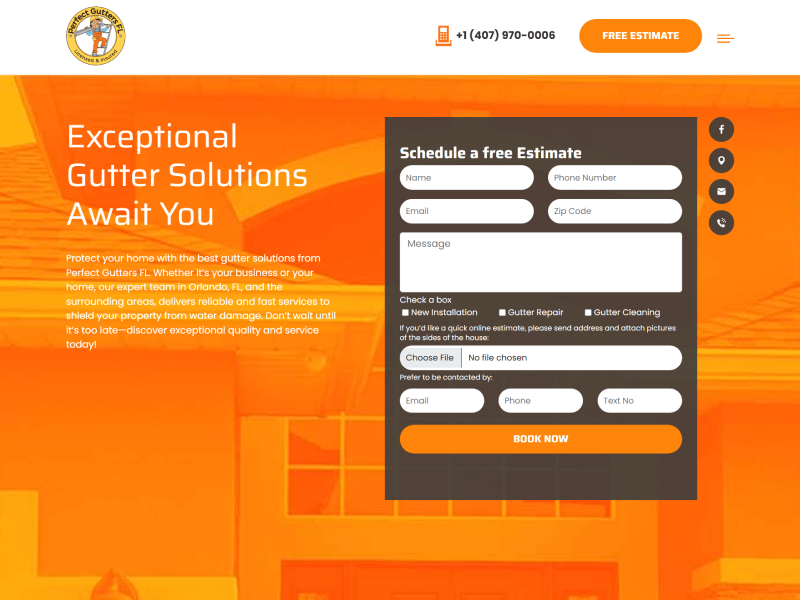 Perfect Gutters FL
Licensed & Insured
+1 (407) 970-0006
FREE ESTIMATE
Exceptional
Gutter Solutions
Await You
Protect your home with the best gutter solutions from
Perfect Gutters FL. Whether it's your business or your
home, our expert team in Orlando, FL, and the
surrounding areas, delivers reliable and fast services to
shield your property from water damage. Don't wait until
it's too late—discover exceptional quality and service
today!
Schedule a free Estimate
Name
Phone Number
Email
Zip Code
Message
Check a box
New Installation
Gutter Repair
Gutter Cleaning
If you'd like a quick online estimate, please send address and attach pictures
of the sides of the house:
Choose File
No file chosen
Prefer to be contacted by:
Email
Phone
Text No
BOOK NOW